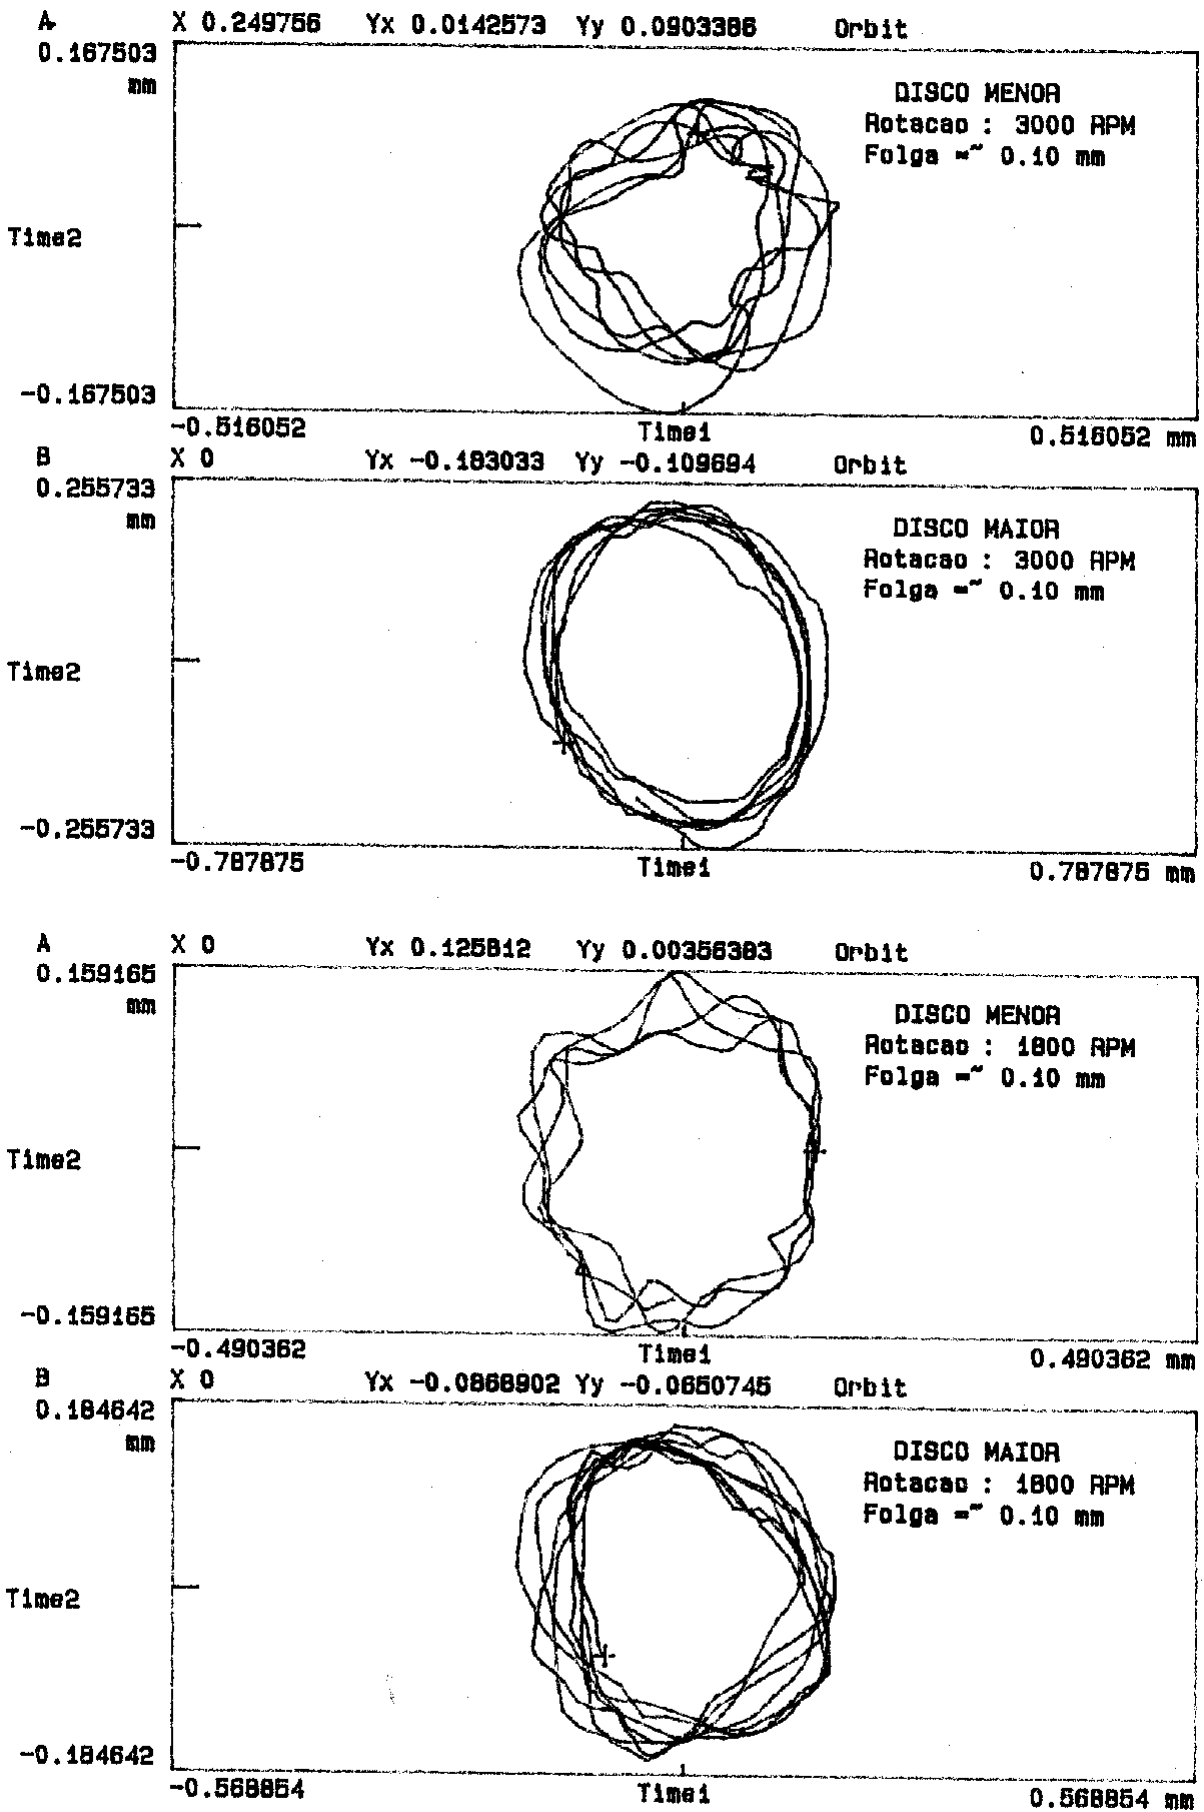 A X 0.249756 Yx 0.0142573 Yy 0.0903386 Orbit
0.167503
mm
DISCO MENOR
Rotacao : 3000 RPM
Folga =~ 0.10 mm
Time2
-0.167503
-0.516052 Time1 0.516052 mm
B X 0 Yx -0.183033 Yy -0.109694 Orbit
0.255733
mm
DISCO MAIOR
Rotacao : 3000 RPM
Folga =~ 0.10 mm
Time2
-0.255733
-0.787875 Time1 0.787875 mm
A X 0 Yx 0.125812 Yy 0.00356383 Orbit
0.159165
mm
DISCO MENOR
Rotacao : 1800 RPM
Folga =~ 0.10 mm
Time2
-0.159165
-0.490362 Time1 0.490362 mm
B X 0 Yx -0.0868902 Yy -0.0650745 Orbit
0.184642
mm
DISCO MAIOR
Rotacao : 1800 RPM
Folga =~ 0.10 mm
Time2
-0.184642
-0.568854 Time1 0.568854 mm